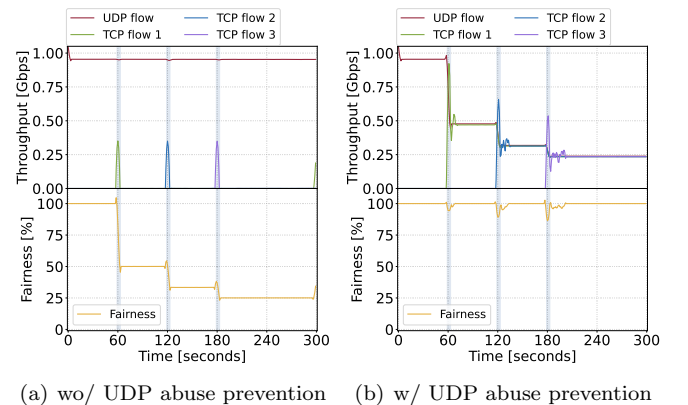 UDP flow TCP flow 2 UDP flow TCP flow 2
TCP flow 1 TCP flow 3 TCP flow 1 TCP flow 3
Throughput [Gbps]
1.00
0.75
0.50
0.25
0.00
Fairness [%]
100
75
50
25
0
Fairness
0 60 120 180 240 300
Time [seconds]
Throughput [Gbps]
1.00
0.75
0.50
0.25
0.00
Fairness [%]
100
75
50
25
0
Fairness
0 60 120 180 240 300
Time [seconds]
(a) wo/ UDP abuse prevention
(b) w/ UDP abuse prevention